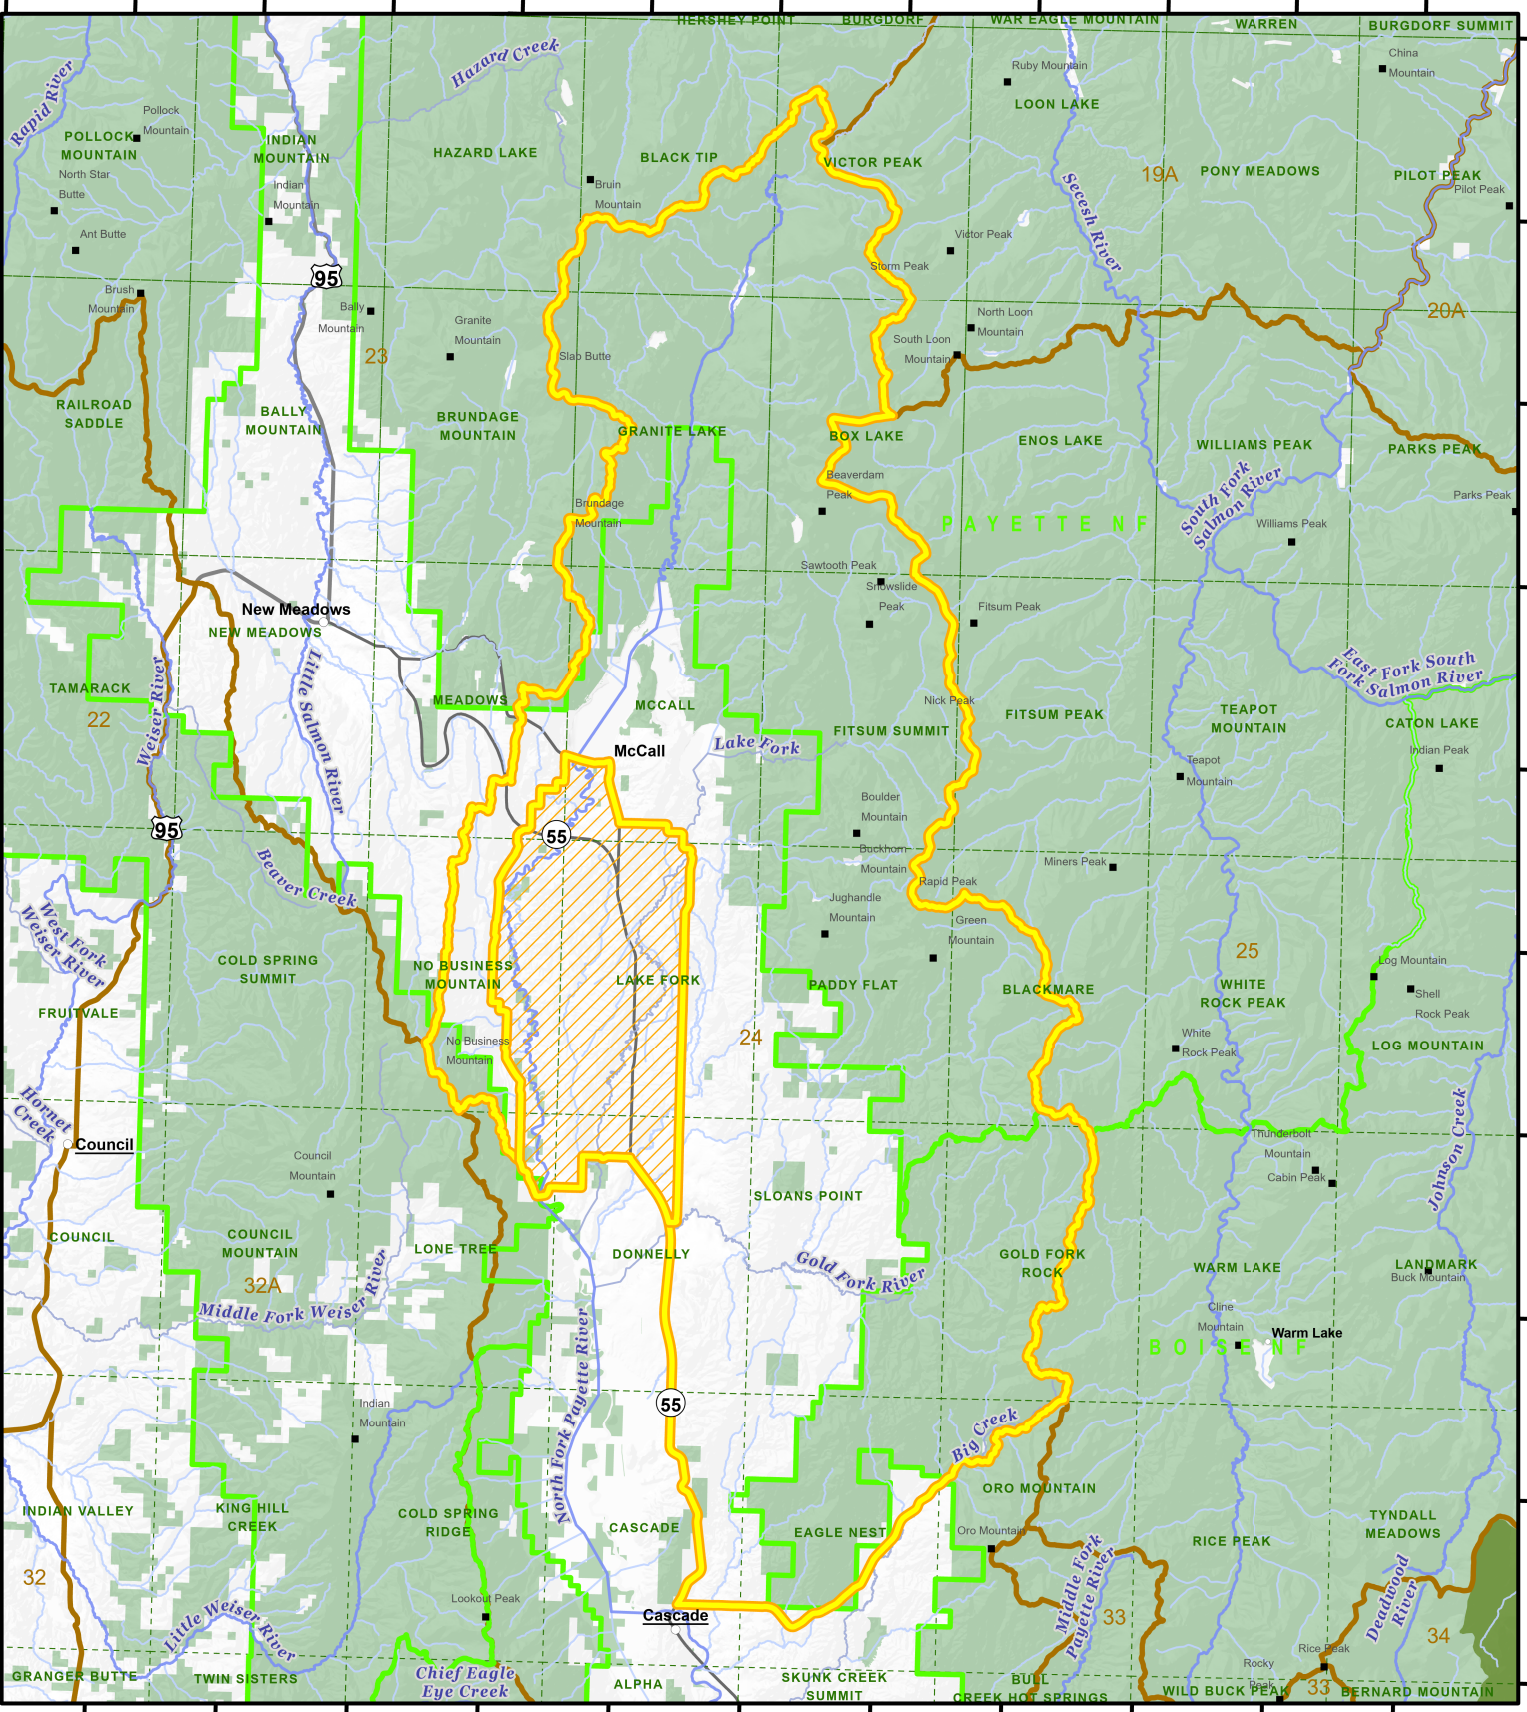 HERSHEY POINT
BURGDORF
WAR EAGLE MOUNTAIN
WARREN
BURGDORF SUMMIT
Rapid River
Hazard Creek
Ruby Mountain
China
Mountain
LOON LAKE
Pollock
Mountain
POLLOCK
MOUNTAIN
INDIAN
MOUNTAIN
HAZARD LAKE
BLACK TIP
VICTOR PEAK
19A
PONY MEADOWS
PILOT PEAK
Pilot Peak
North Star
Butte
Indian
Mountain
Bruin
Mountain
Secesh River
Ant Butte
Victor Peak
Storm Peak
95
Brush
Mountain
Bally
Mountain
Granite
Mountain
North Loon
Mountain
South Loon
Mountain
20A
23
Slab Butte
RAILROAD
SADDLE
BALLY
MOUNTAIN
BRUNDAGE
MOUNTAIN
GRANITE LAKE
BOX LAKE
ENOS LAKE
WILLIAMS PEAK
PARKS PEAK
Beaverdam
Peak
Brundage
Mountain
PAYETTE NF
South Fork
Salmon River
Parks Peak
Williams Peak
Sawtooth Peak
Snowslide
Peak
Fitsum Peak
New Meadows
NEW MEADOWS
Little Salmon River
East Fork South
Fork Salmon River
TAMARACK
Weiser River
22
MEADOWS
MCCALL
Nick Peak
FITSUM SUMMIT
FITSUM PEAK
TEAPOT
MOUNTAIN
CATON LAKE
Indian Peak
McCall
Lake Fork
Teapot
Mountain
Boulder
Mountain
95
55
Buckhorn
Mountain
Miners Peak
Beaver Creek
Rapid Peak
Jughandle
Mountain
Green
Mountain
West Fork
Weiser River
COLD SPRING
SUMMIT
NO BUSINESS
MOUNTAIN
LAKE FORK
PADDY FLAT
BLACKMARE
25
WHITE
ROCK PEAK
Log Mountain
Shell
Rock Peak
FRUITVALE
No Business
Mountain
24
White
Rock Peak
LOG MOUNTAIN
Hornet
Creek
Council
Council
Mountain
Thunderbolt
Mountain
Cabin Peak
Johnson Creek
SLOANS POINT
COUNCIL
COUNCIL
MOUNTAIN
LONE TREE
DONNELLY
Gold Fork River
GOLD FORK
ROCK
WARM LAKE
LANDMARK
Buck Mountain
32A
Middle Fork Weiser River
Cline
Mountain
Warm Lake
BOISE NF
North Fork Payette River
55
Indian
Mountain
Big Creek
INDIAN VALLEY
KING HILL
CREEK
COLD SPRING
RIDGE
CASCADE
EAGLE NEST
ORO MOUNTAIN
Oro Mountain
RICE PEAK
TYNDALL
MEADOWS
32
Lookout Peak
Cascade
Middle Fork
Payette River
33
Deadwood
River
34
Little Weiser River
Rice Peak
Rocky
Peak
GRANGER BUTTE
TWIN SISTERS
Chief Eagle
Eye Creek
ALPHA
SKUNK CREEK
SUMMIT
BULL
CREEK HOT SPRINGS
WILD BUCK PEAK
33
BERNARD MOUNTAIN